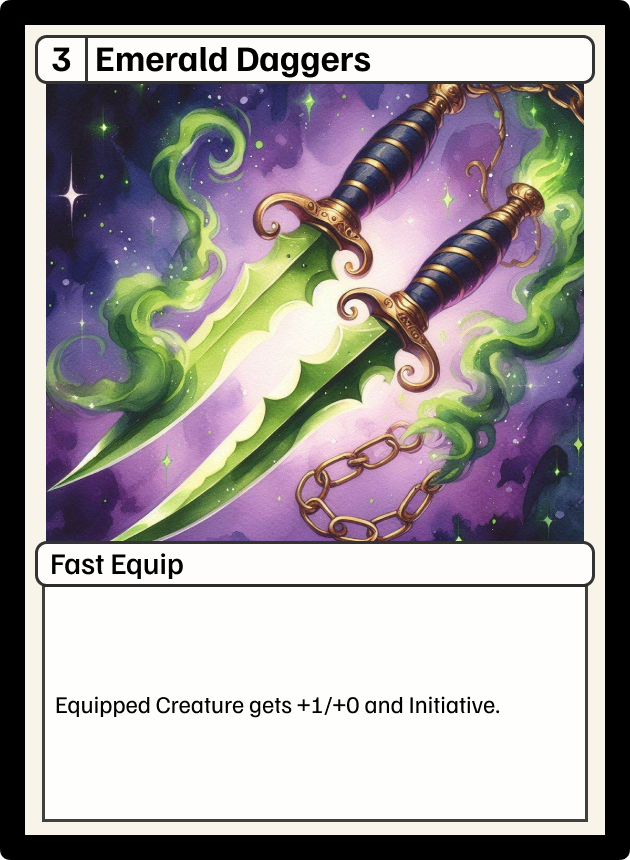 3 Emerald Daggers
Fast Equip
Equipped Creature gets +1/+0 and Initiative.